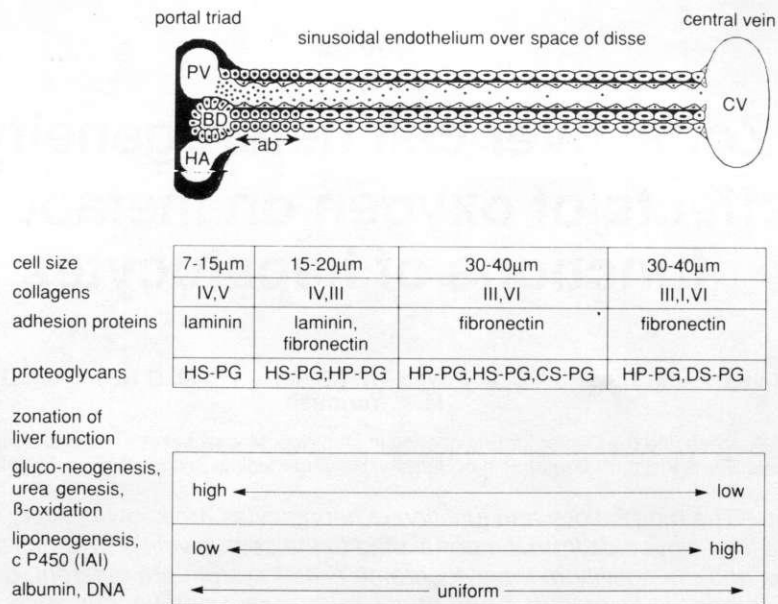 portal triad
central vein
sinusoidal endothelium over space of disse
PV
CV
BD
ab
HA
cell size 7-15µm 15-20µm 30-40µm 30-40µm
collagens IV,V IV,III III,VI III,I,VI
adhesion proteins laminin laminin, fibronectin fibronectin fibronectin
proteoglycans HS-PG HS-PG,HP-PG HP-PG,HS-PG,CS-PG HP-PG,DS-PG
zonation of
liver function
gluco-neogenesis,
urea genesis,
ß-oxidation
high low
liponeogenesis,
c P450 (IAI)
low high
albumin, DNA uniform